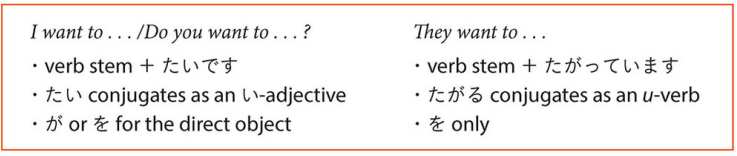 I want to . . . /Do you want to . . . ?
・verb stem + たいです
・たい conjugates as an い-adjective
・が or を for the direct object
They want to . . .
・verb stem + たがっています
・たがる conjugates as an u-verb
・を only